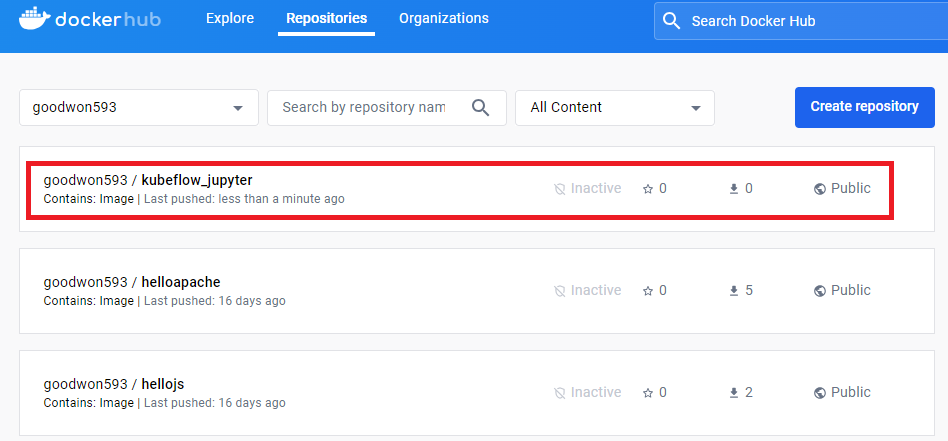 dockerhub Explore Repositories Organizations Search Docker Hub
goodwon593 Search by repository nam All Content Create repository
goodwon593 / kubeflow_jupyter Inactive 0 0 Public
Contains: Image | Last pushed: less than a minute ago
goodwon593 / helloapache Inactive 0 5 Public
Contains: Image | Last pushed: 16 days ago
goodwon593 / hellojs Inactive 0 2 Public
Contains: Image | Last pushed: 16 days ago